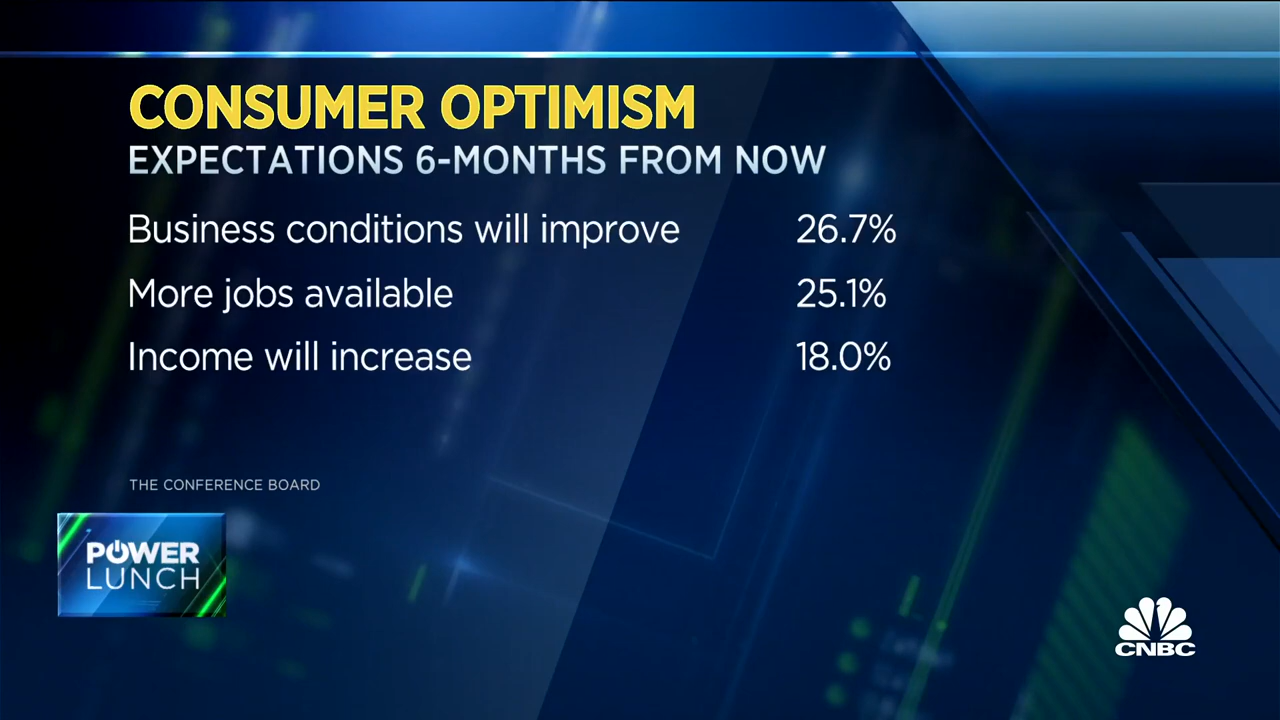 CONSUMER OPTIMISM
EXPECTATIONS 6-MONTHS FROM NOW
Business conditions will improve 26.7%
More jobs available 25.1%
Income will increase 18.0%
THE CONFERENCE BOARD
POWER
LUNCH
CNBC